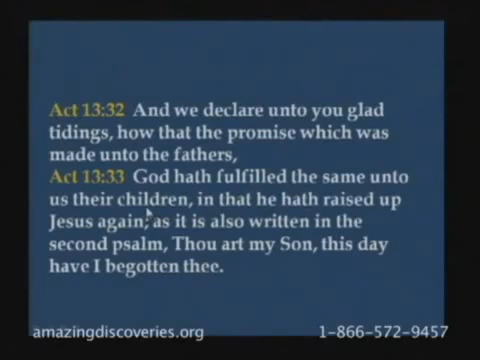 Act 13:32 And we declare unto you glad
tidings, how that the promise which was
made unto the fathers,
Act 13:33 God hath fulfilled the same unto
us their children, in that he hath raised up
Jesus again; as it is also written in the
second psalm, Thou art my Son, this day
have I begotten thee.
amazingdiscoveries.org 1-866-572-9457